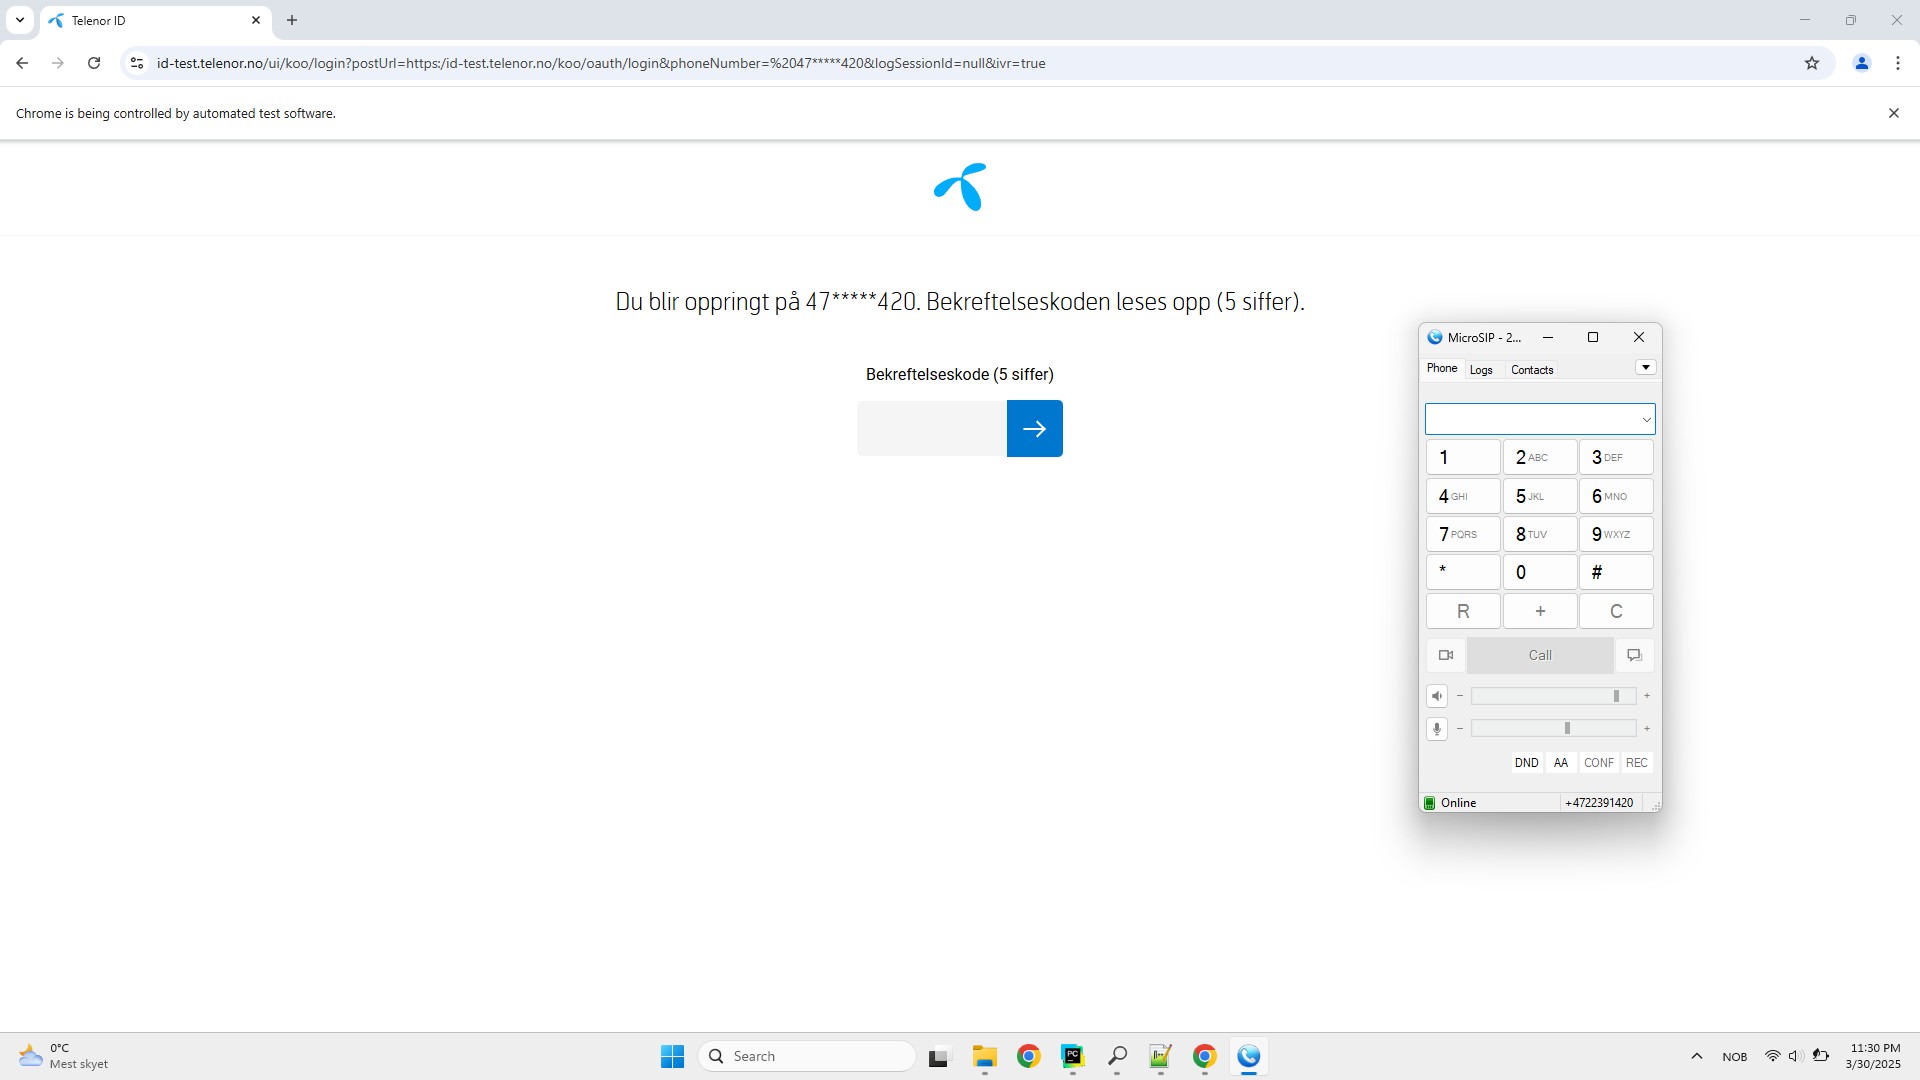 Telenor ID
id-test.telenor.no/ui/koo/login?postUrl=https:/id-test.telenor.no/koo/oauth/login&phoneNumber=%2047*****420&logSessionId=null&ivr=true
Chrome is being controlled by automated test software.
Du blir oppringt på 47*****420. Bekreftelseskoden leses opp (5 siffer).
Bekreftelseskode (5 siffer)
MicroSIP - 2...
Phone Logs Contacts
1 2 ABC 3 DEF
4 GHI 5 JKL 6 MNO
7 PQRS 8 TUV 9 WXYZ
* 0 #
R + C
Call
− +
− +
DND AA CONF REC
Online +4722391420
0°C
Mest skyet
Search
PC
NOB
11:30 PM
3/30/2025